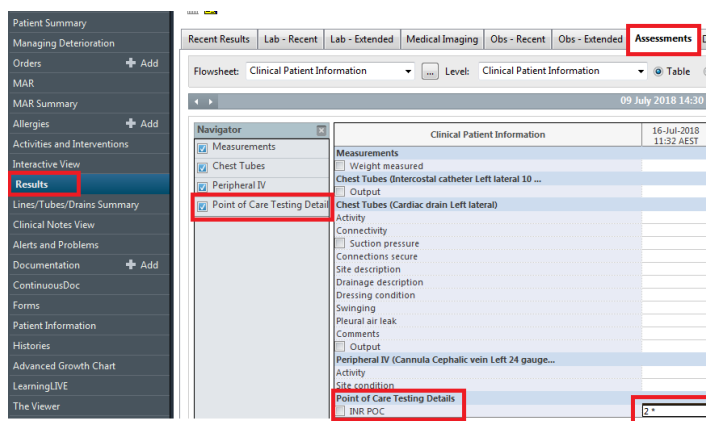 Patient Summary
Managing Deterioration
Orders Add
MAR
MAR Summary
Allergies Add
Activities and Interventions
Interactive View
Results
Lines/Tubes/Drains Summary
Clinical Notes View
Alerts and Problems
Documentation Add
ContinuousDoc
Forms
Patient Information
Histories
Advanced Growth Chart
LearningLIVE
The Viewer
Recent Results Lab - Recent Lab - Extended Medical Imaging Obs - Recent Obs - Extended Assessments
Flowsheet: Clinical Patient Information ... Level: Clinical Patient Information Table
09 July 2018 14:30
Navigator
Measurements
Chest Tubes
Peripheral IV
Point of Care Testing Detail
Clinical Patient Information 16-Jul-2018
11:32 AEST
Measurements
Weight measured
Chest Tubes (Intercostal catheter Left lateral 10 ...
Output
Chest Tubes (Cardiac drain Left lateral)
Activity
Connectivity
Suction pressure
Connections secure
Site description
Drainage description
Dressing condition
Swinging
Pleural air leak
Comments
Output
Peripheral IV (Cannula Cephalic vein Left 24 gauge...
Activity
Site condition
Point of Care Testing Details
INR POC 2 *